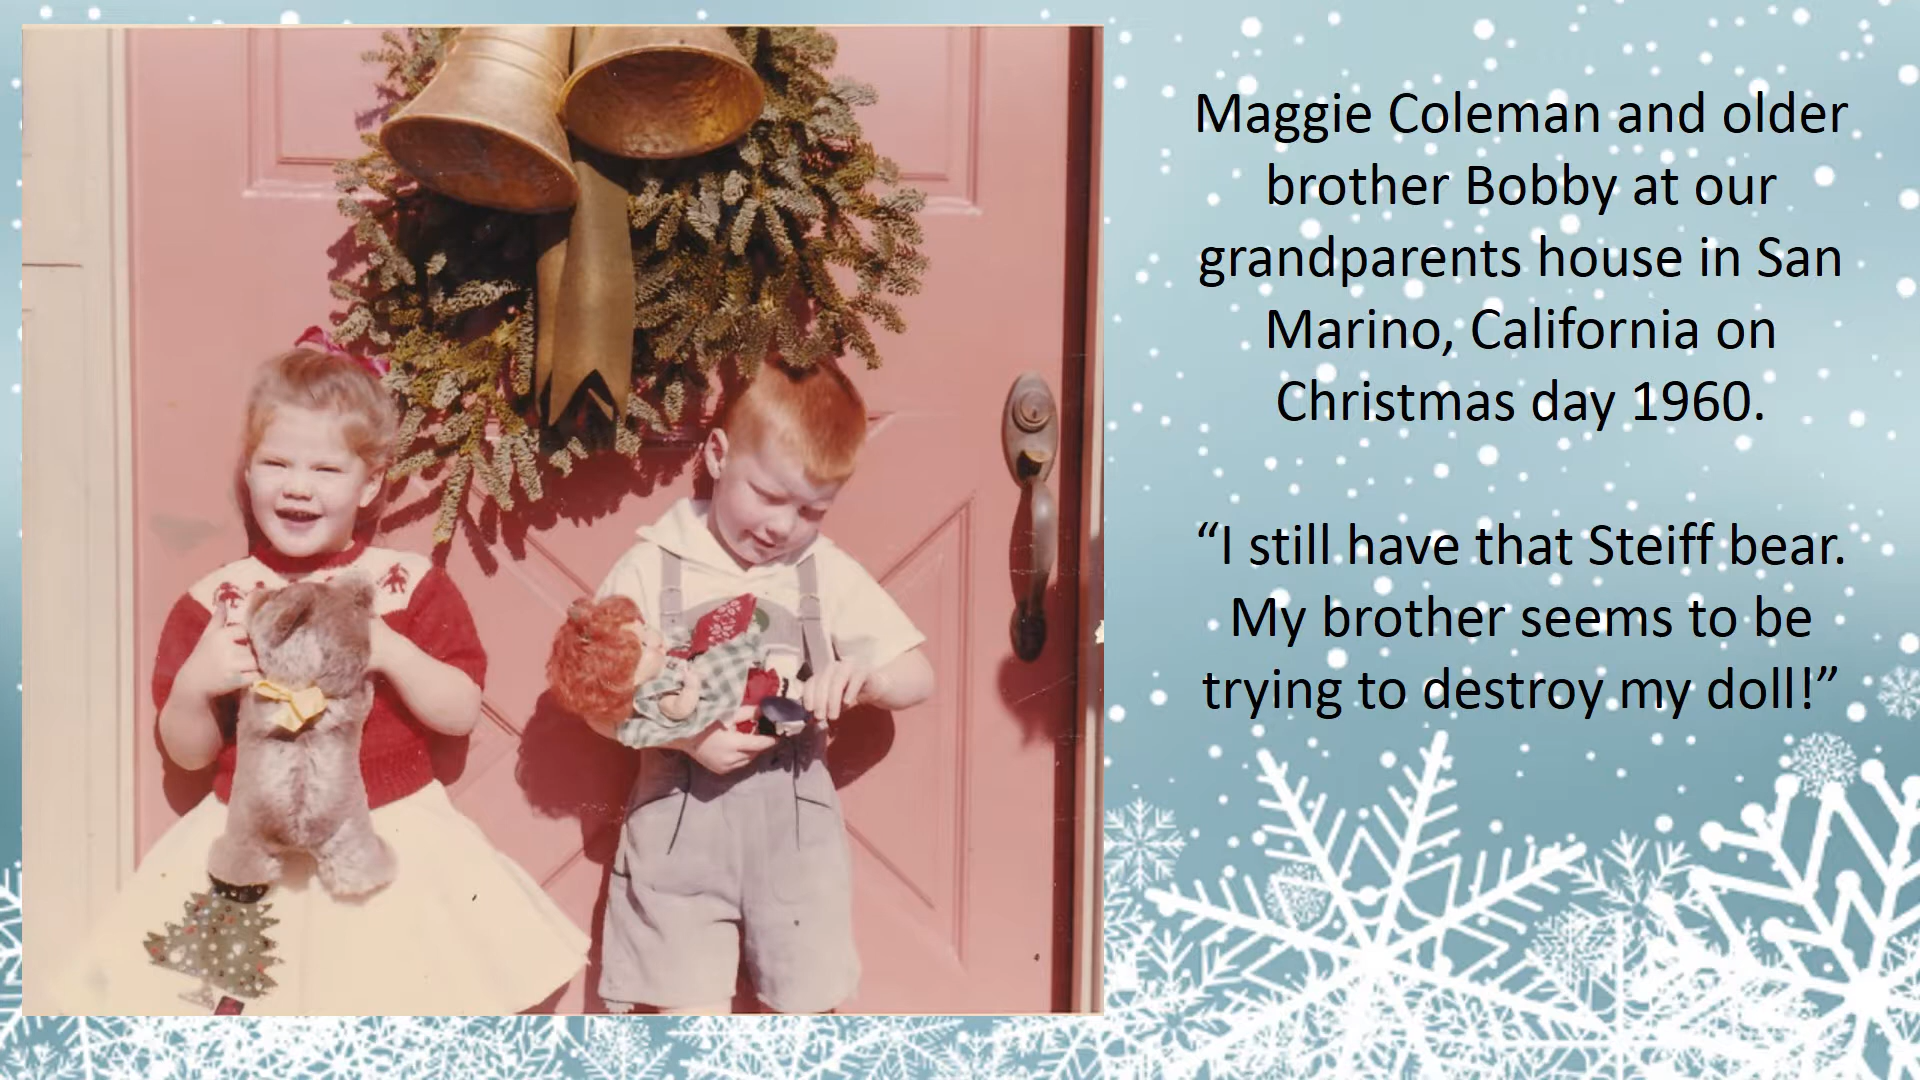 Maggie Coleman and older
brother Bobby at our
grandparents house in San
Marino, California on
Christmas day 1960.
“I still have that Steiff bear.
My brother seems to be
trying to destroy my doll!”